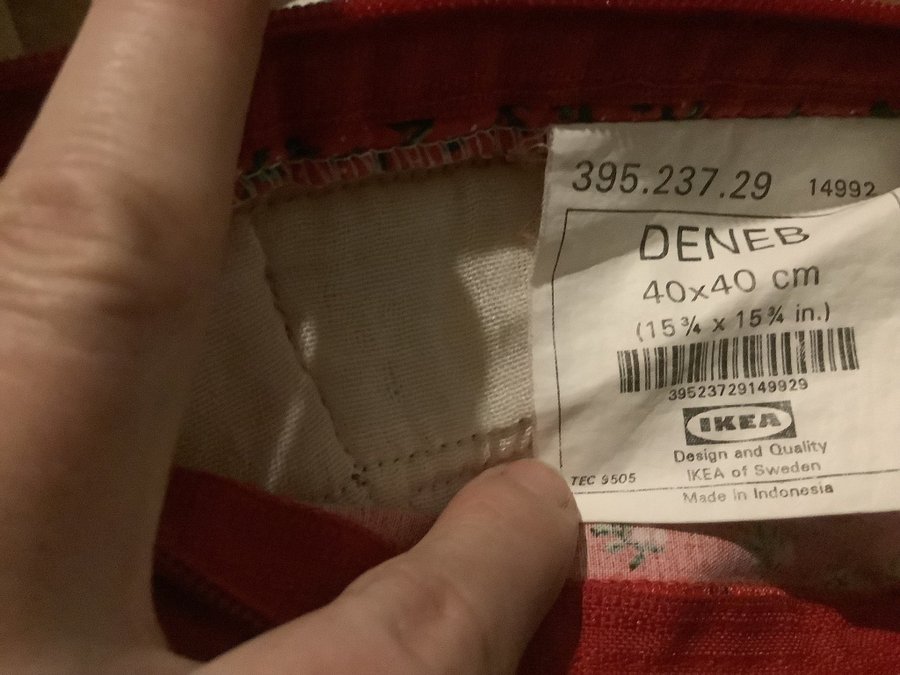 395.237.29 14992
DENEB
40x40 cm
(15 ¾ x 15 ¾ in.)
39523729149929
IKEA
Design and Quality
IKEA of Sweden
TEC 9505
Made in Indonesia